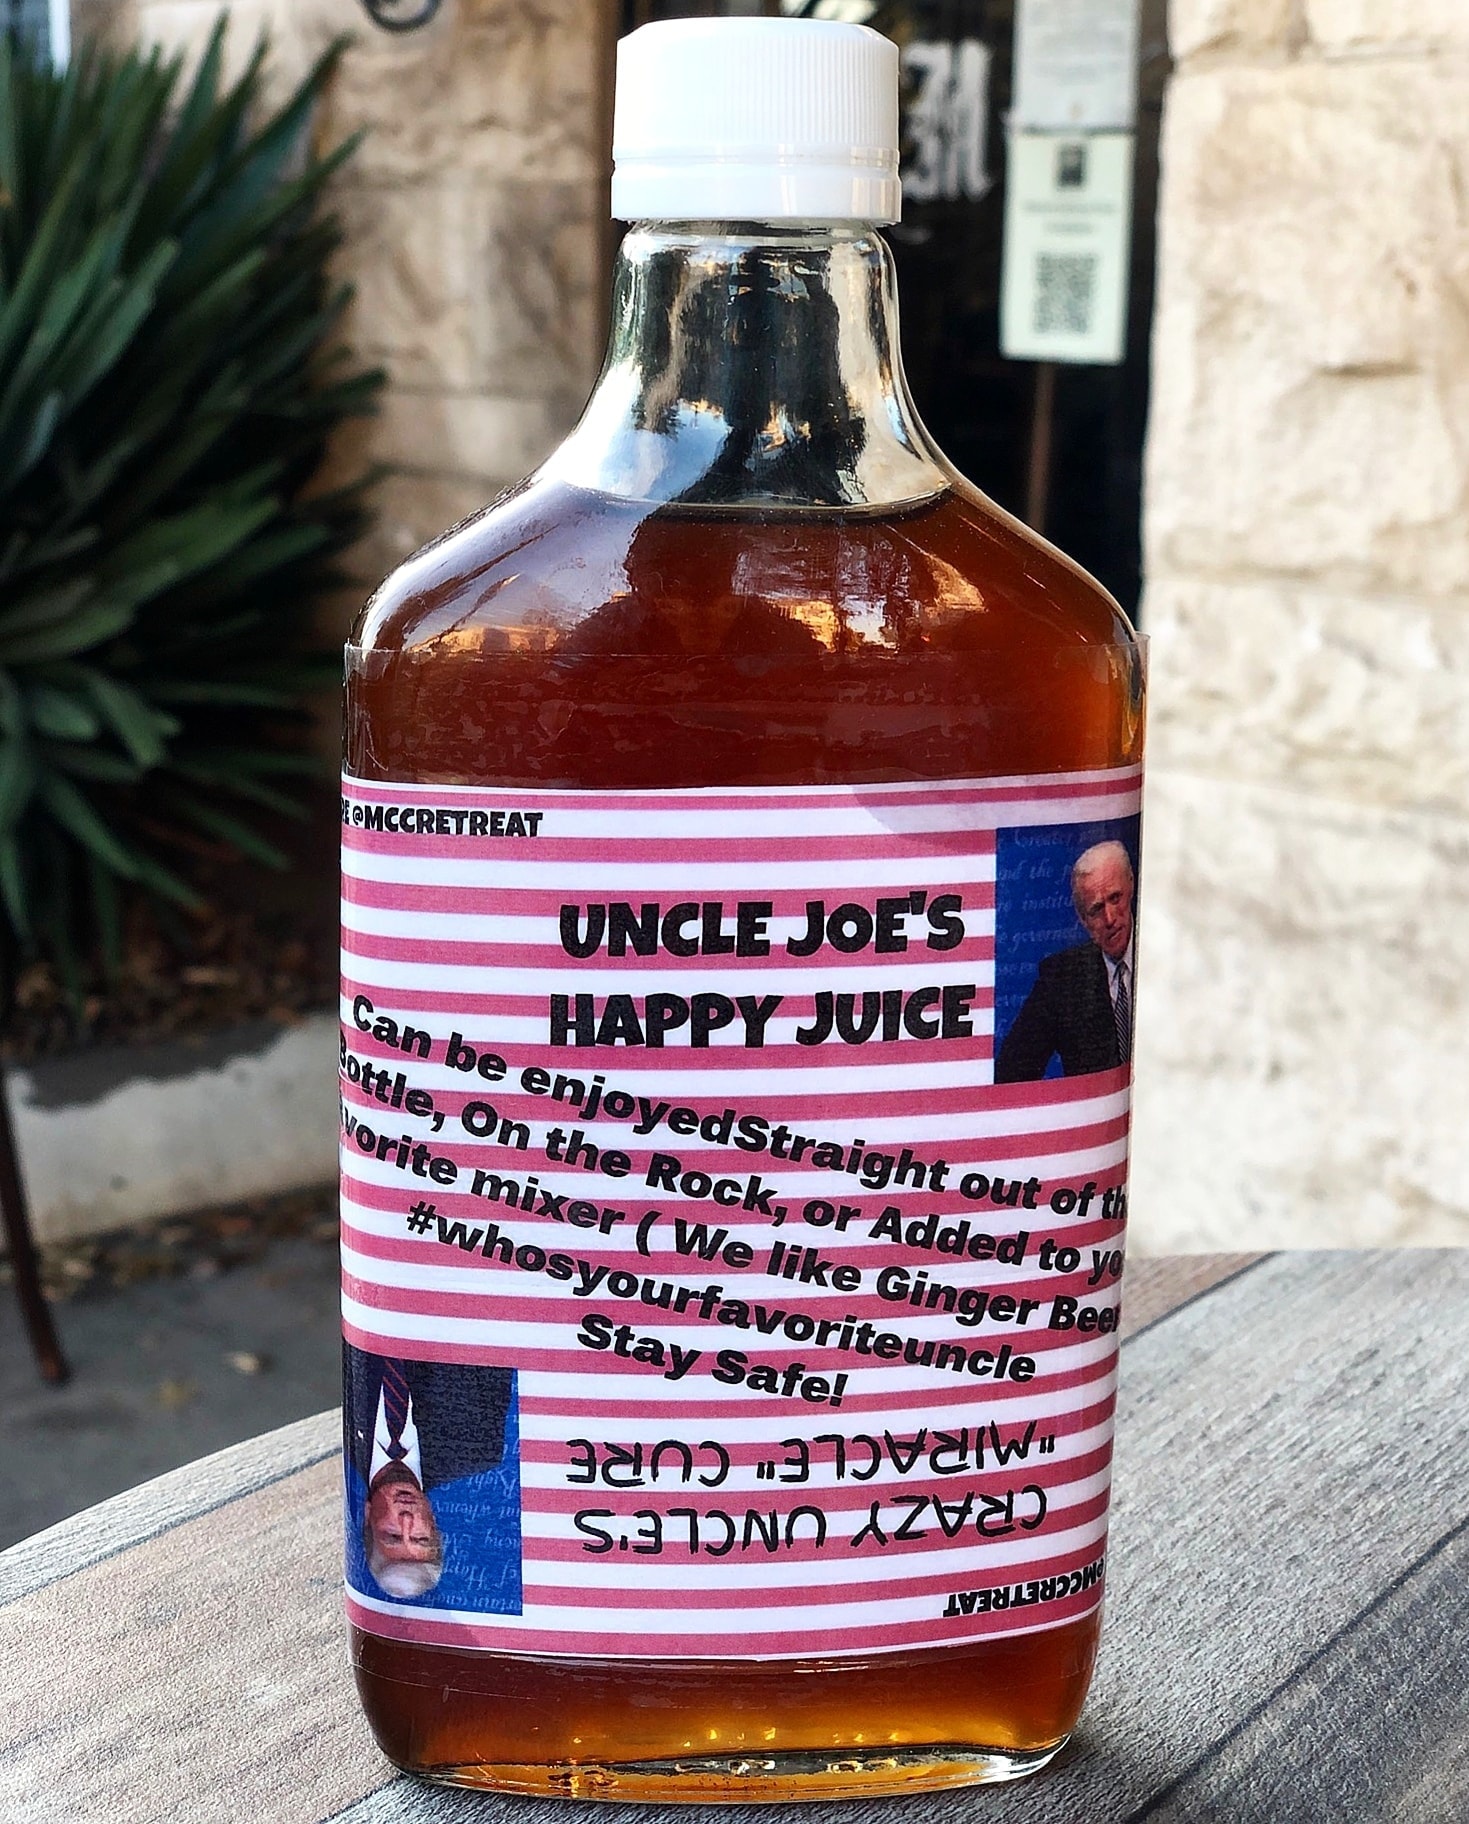 @MCCRETREAT
UNCLE JOE'S
HAPPY JUICE
Can be enjoyedStraight out of th
Bottle, On the Rock, or Added to yo
vorite mixer ( We like Ginger Beer
#whosyourfavoriteuncle
Stay Safe!
CRAZY UNCLE'S
"MIRACLE" CURE
@MCCRETREAT